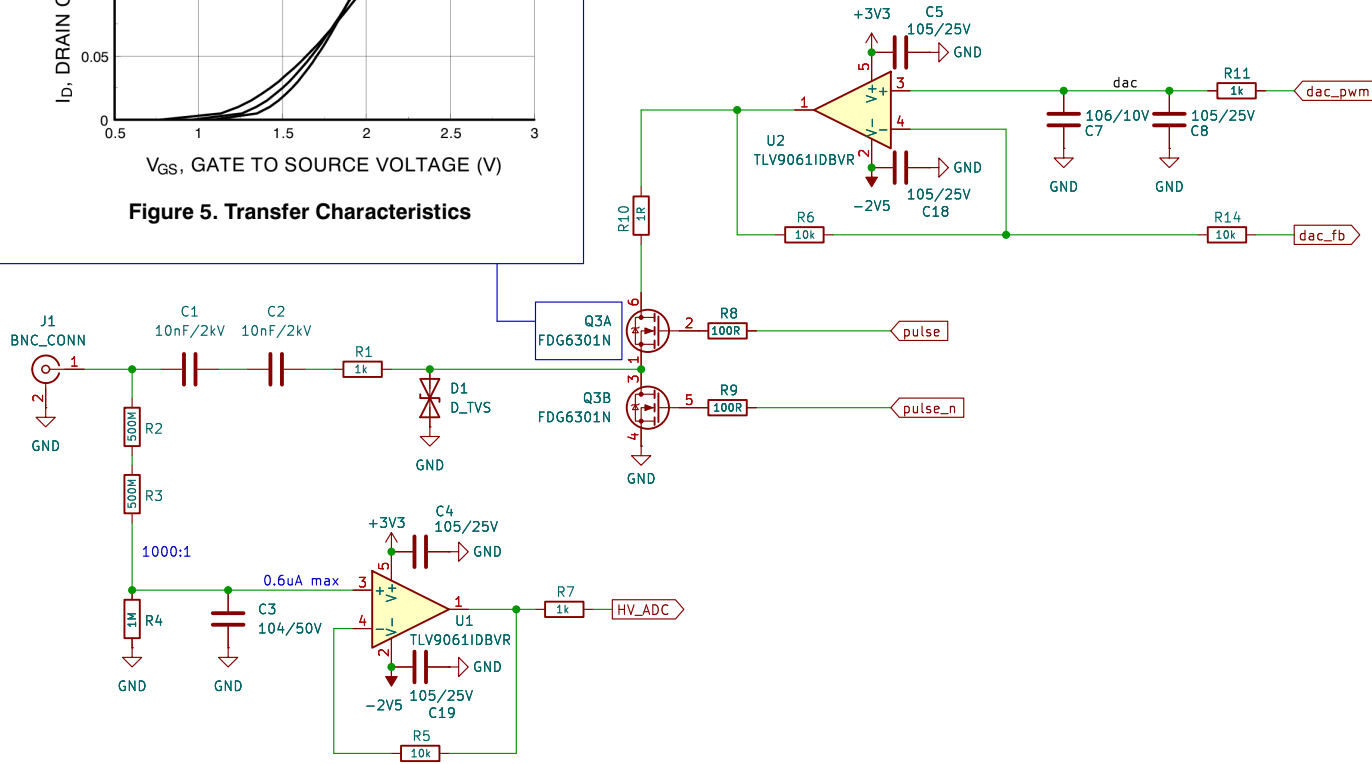 I_D, DRAIN C
0.05
0
0.5
1
1.5
2
2.5
3
V_GS, GATE TO SOURCE VOLTAGE (V)
Figure 5. Transfer Characteristics
+3V3
C5
105/25V
GND
5
V+
3
+
1
4
V-
2
U2
TLV9061IDBVR
GND
105/25V
C18
-2V5
dac
R11
1k
dac_pwm
106/10V
C7
105/25V
C8
GND
GND
R10
1R
R6
10k
R14
10k
dac_fb
J1
BNC_CONN
1
2
GND
C1
10nF/2kV
C2
10nF/2kV
R1
1k
D1
D_TVS
GND
Q3A
FDG6301N
6
1
2
R8
100R
pulse
Q3B
FDG6301N
3
4
5
R9
100R
pulse_n
GND
500M
R2
500M
R3
1000:1
0.6uA max
1M
R4
GND
C3
104/50V
GND
+3V3
C4
105/25V
GND
5
V+
3
+
4
V-
2
1
U1
TLV9061IDBVR
GND
105/25V
C19
-2V5
R5
10k
R7
1k
HV_ADC